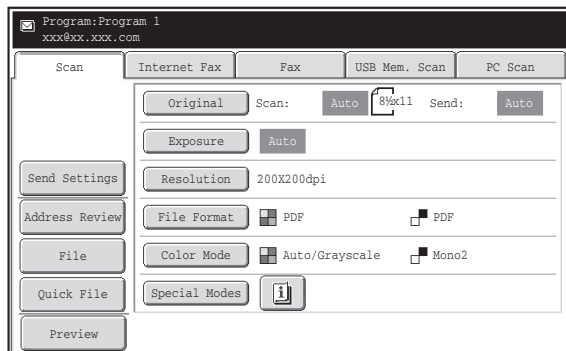 Program:Program 1
xxx@xx.xxx.com
Scan Internet Fax Fax USB Mem. Scan PC Scan
Original Scan: Auto 8½x11 Send: Auto
Exposure Auto
Send Settings Resolution 200X200dpi
Address Review File Format PDF PDF
File Color Mode Auto/Grayscale Mono2
Quick File Special Modes
Preview